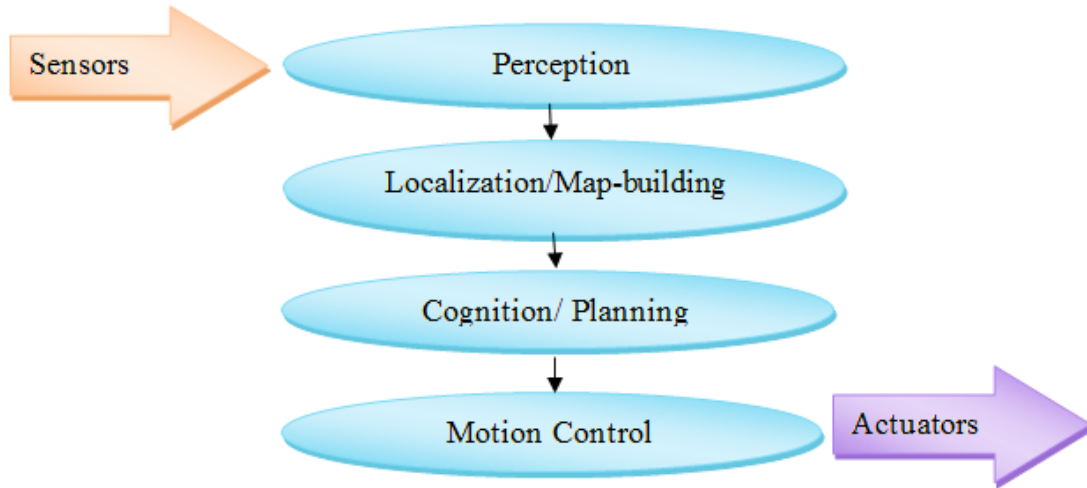 Sensors
Perception
Localization/Map-building
Cognition/ Planning
Motion Control
Actuators